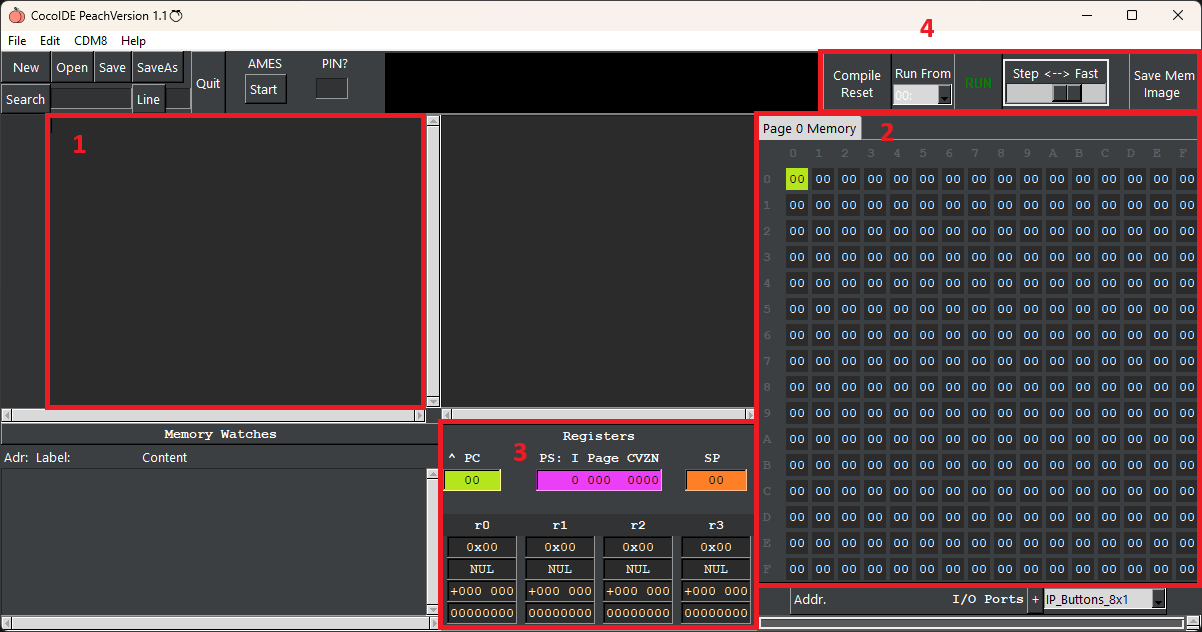 CocoIDE PeachVersion 1.1
4
File Edit CDM8 Help
New Open Save SaveAs Quit AMES PIN?
Start
Search Line
Compile Reset
Run From
00:
RUN
Step <--> Fast
Save Mem Image
1
Page 0 Memory 2
0 1 2 3 4 5 6 7 8 9 A B C D E F
0 00 00 00 00 00 00 00 00 00 00 00 00 00 00 00 00
1 00 00 00 00 00 00 00 00 00 00 00 00 00 00 00 00
2 00 00 00 00 00 00 00 00 00 00 00 00 00 00 00 00
3 00 00 00 00 00 00 00 00 00 00 00 00 00 00 00 00
4 00 00 00 00 00 00 00 00 00 00 00 00 00 00 00 00
5 00 00 00 00 00 00 00 00 00 00 00 00 00 00 00 00
6 00 00 00 00 00 00 00 00 00 00 00 00 00 00 00 00
7 00 00 00 00 00 00 00 00 00 00 00 00 00 00 00 00
8 00 00 00 00 00 00 00 00 00 00 00 00 00 00 00 00
9 00 00 00 00 00 00 00 00 00 00 00 00 00 00 00 00
A 00 00 00 00 00 00 00 00 00 00 00 00 00 00 00 00
B 00 00 00 00 00 00 00 00 00 00 00 00 00 00 00 00
C 00 00 00 00 00 00 00 00 00 00 00 00 00 00 00 00
D 00 00 00 00 00 00 00 00 00 00 00 00 00 00 00 00
E 00 00 00 00 00 00 00 00 00 00 00 00 00 00 00 00
F 00 00 00 00 00 00 00 00 00 00 00 00 00 00 00 00
Memory Watches
Adr: Label: Content
Registers
3
^ PC PS: I Page CVZN SP
00 0 000 0000 00
r0 r1 r2 r3
0x00 0x00 0x00 0x00
NUL NUL NUL NUL
+000 000 +000 000 +000 000 +000 000
00000000 00000000 00000000 00000000
Addr. I/O Ports + IP_Buttons_8x1